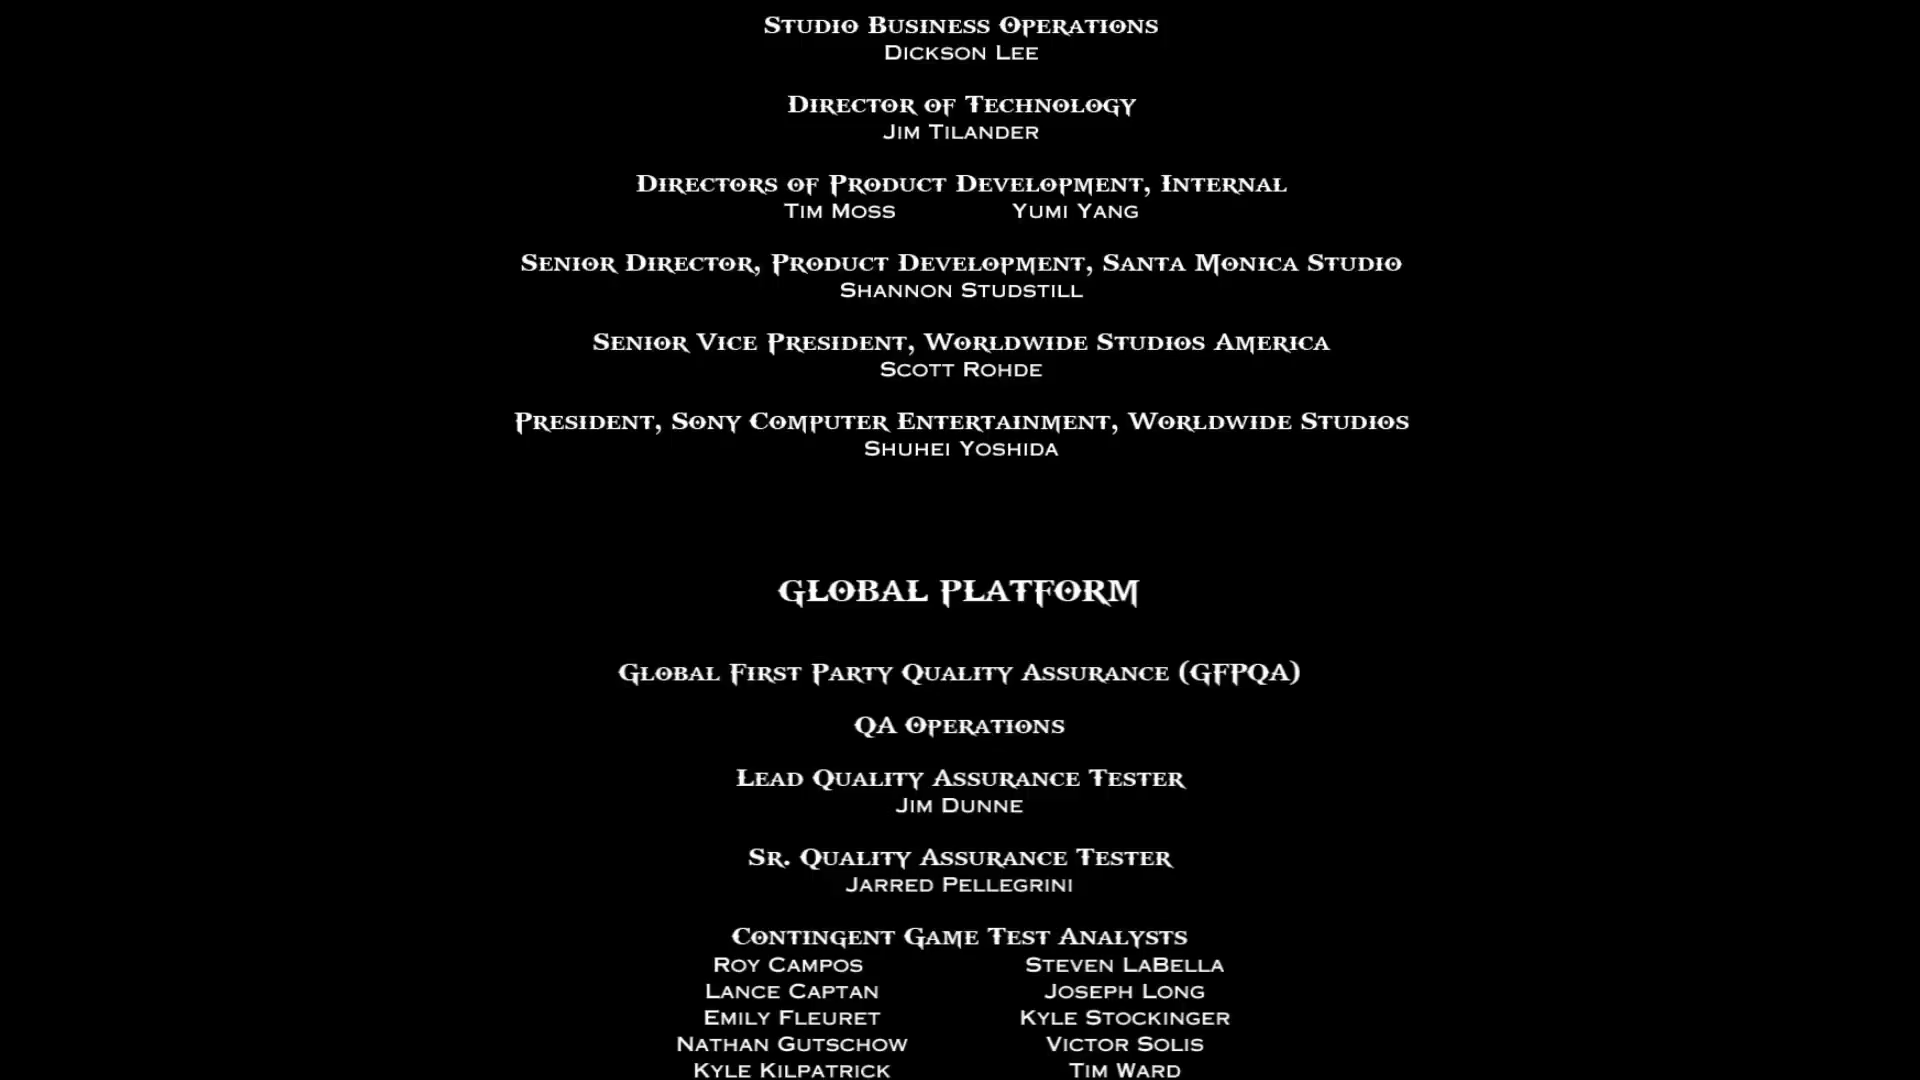 Studio Business Operations
Dickson Lee
Director of Technology
Jim Tilander
Directors of Product Development, Internal
Tim Moss Yumi Yang
Senior Director, Product Development, Santa Monica Studio
Shannon Studstill
Senior Vice President, Worldwide Studios America
Scott Rohde
President, Sony Computer Entertainment, Worldwide Studios
Shuhei Yoshida
GLOBAL PLATFORM
Global First Party Quality Assurance (GFPQA)
QA Operations
Lead Quality Assurance Tester
Jim Dunne
Sr. Quality Assurance Tester
Jarred Pellegrini
Contingent Game Test Analysts
Roy Campos Steven LaBella
Lance Captan Joseph Long
Emily Fleuret Kyle Stockinger
Nathan Gutschow Victor Solis
Kyle Kilpatrick Tim Ward